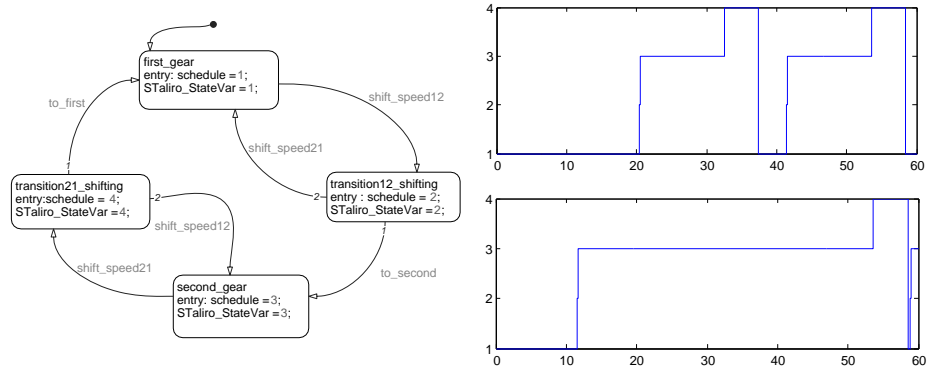 first_gear
entry: schedule =1;
STaliro_StateVar =1;
to_first
shift_speed12
shift_speed21
1
transition21_shifting
entry:schedule = 4;
STaliro_StateVar =4;
2
shift_speed12
2
transition12_shifting
entry : schedule = 2;
STaliro_StateVar =2;
1
shift_speed21
to_second
second_gear
entry: schedule =3;
STaliro_StateVar =3;
4
3
2
1
0 10 20 30 40 50 60
4
3
2
1
0 10 20 30 40 50 60